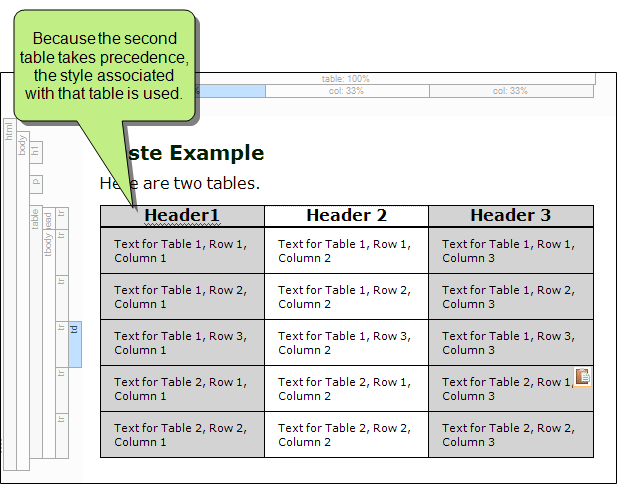 Because the second
table takes precedence,
the style associated
with that table is used.
table: 100%
%
col: 33%
col: 33%
html
body
h1
p
table
ead
tbody
tr
tr
tr
tr
td
tr
tr
ste Example
He e are two tables.
Header1
Header 2
Header 3
Text for Table 1, Row 1,
Column 1
Text for Table 1, Row 1,
Column 2
Text for Table 1, Row 1,
Column 3
Text for Table 1, Row 2,
Column 1
Text for Table 1, Row 2,
Column 2
Text for Table 1, Row 2,
Column 3
Text for Table 1, Row 3,
Column 1
Text for Table 1, Row 3,
Column 2
Text for Table 1, Row 3,
Column 3
Text for Table 2, Row 1,
Column 1
Text for Table 2, Row 1,
Column 2
Text for Table 2, Row 1,
Column 3
Text for Table 2, Row 2,
Column 1
Text for Table 2, Row 2,
Column 2
Text for Table 2, Row 2,
Column 3